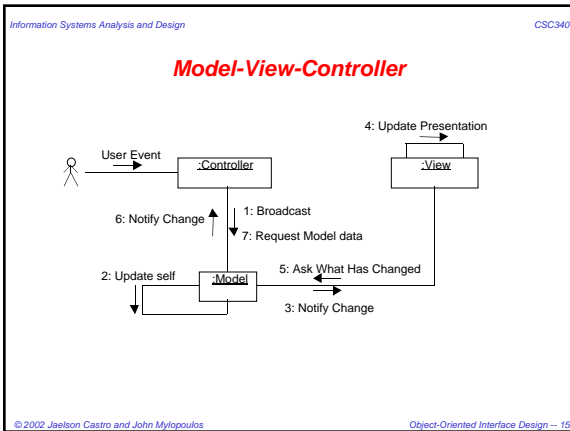 Information Systems Analysis and Design CSC340
Model-View-Controller
4: Update Presentation
User Event
:Controller
:View
1: Broadcast
6: Notify Change
7: Request Model data
5: Ask What Has Changed
2: Update self
:Model
3: Notify Change
© 2002 Jaelson Castro and John Mylopoulos Object-Oriented Interface Design -- 15